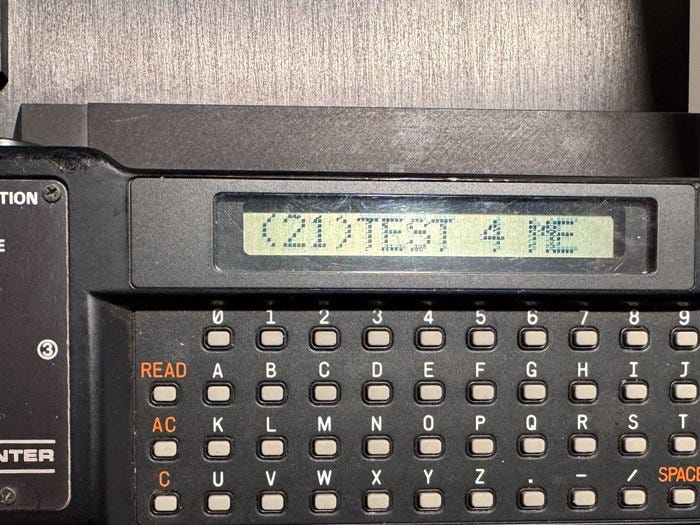 TION
E
(21)TEST 4 ME
③
0 1 2 3 4 5 6 7 8 9
READ A B C D E F G H I J
AC K L M N O P Q R S T
NTER
C U V W X Y Z . - / SPACE